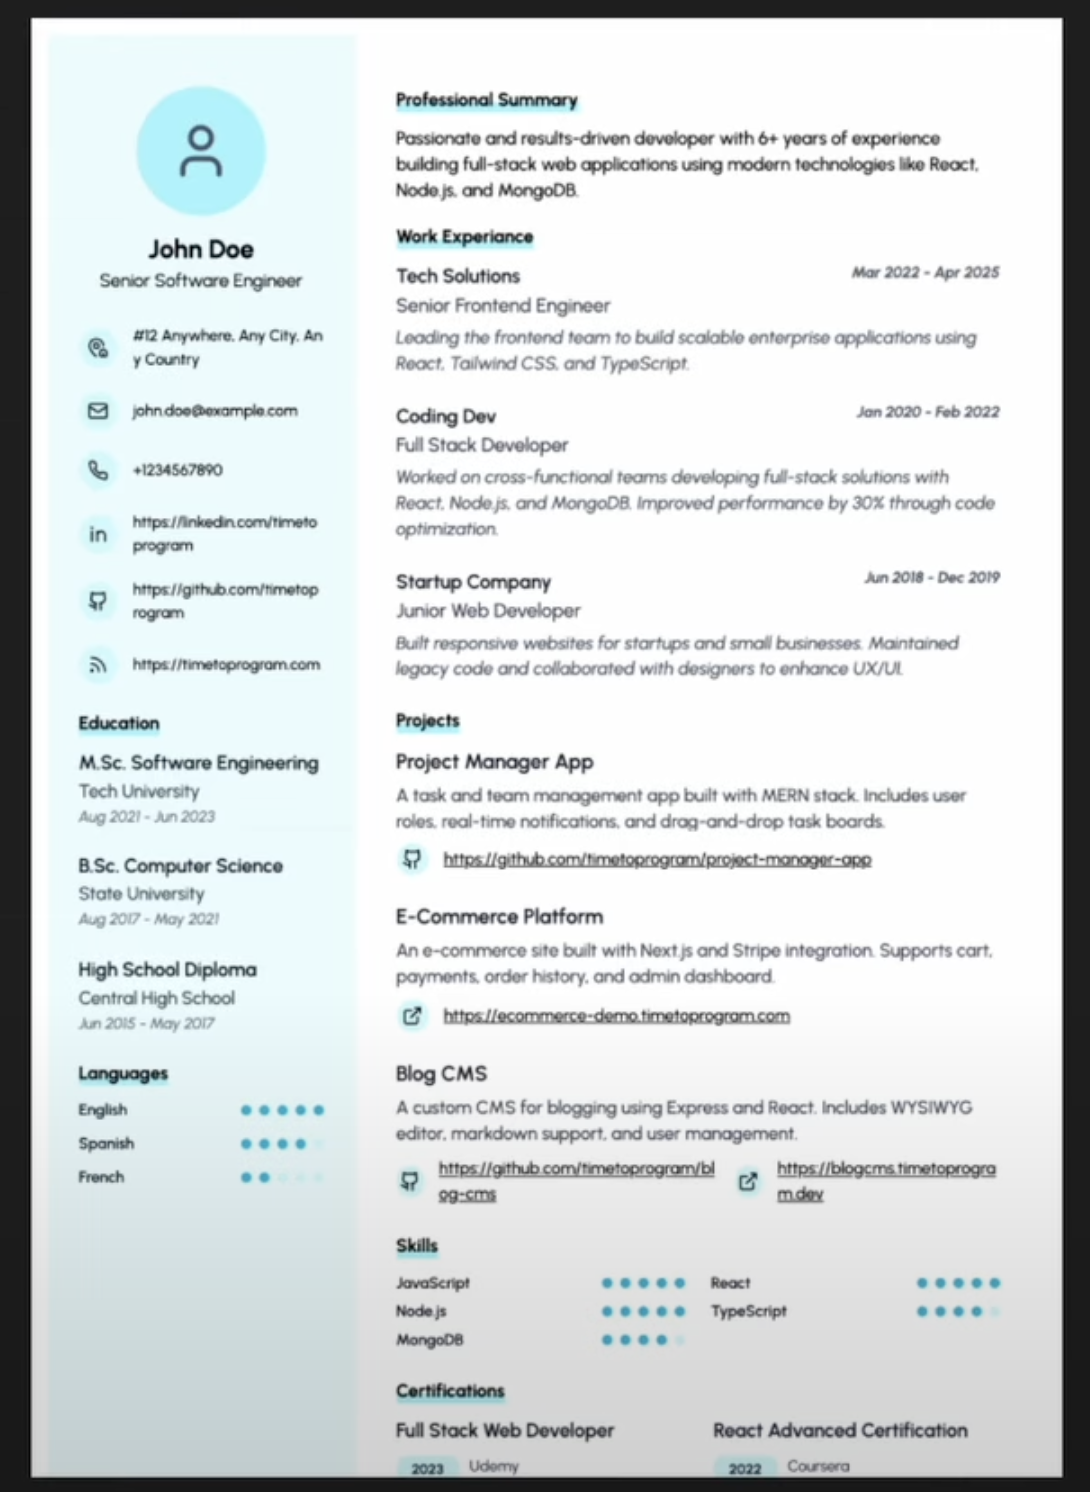 John Doe
Senior Software Engineer
#12 Anywhere, Any City, An
y Country
john.doe@example.com
+1234567890
https://linkedin.com/timeto
program
https://github.com/timetop
rogram
https://timetoprogram.com
Education
M.Sc. Software Engineering
Tech University
Aug 2021 - Jun 2023
B.Sc. Computer Science
State University
Aug 2017 - May 2021
High School Diploma
Central High School
Jun 2015 - May 2017
Languages
English
Spanish
French
Professional Summary
Passionate and results-driven developer with 6+ years of experience
building full-stack web applications using modern technologies like React,
Node.js, and MongoDB.
Work Experiance
Tech Solutions
Mar 2022 - Apr 2025
Senior Frontend Engineer
Leading the frontend team to build scalable enterprise applications using
React, Tailwind CSS, and TypeScript.
Coding Dev
Jan 2020 - Feb 2022
Full Stack Developer
Worked on cross-functional teams developing full-stack solutions with
React, Node.js, and MongoDB. Improved performance by 30% through code
optimization.
Startup Company
Jun 2018 - Dec 2019
Junior Web Developer
Built responsive websites for startups and small businesses. Maintained
legacy code and collaborated with designers to enhance UX/UI.
Projects
Project Manager App
A task and team management app built with MERN stack. Includes user
roles, real-time notifications, and drag-and-drop task boards.
https://github.com/timetoprogram/project-manager-app
E-Commerce Platform
An e-commerce site built with Next.js and Stripe integration. Supports cart,
payments, order history, and admin dashboard.
https://ecommerce-demo.timetoprogram.com
Blog CMS
A custom CMS for blogging using Express and React. Includes WYSIWYG
editor, markdown support, and user management.
https://github.com/timetoprogram/bl
og-cms
https://blogcms.timetoprogra
m.dev
Skills
JavaScript
React
Node.js
TypeScript
MongoDB
Certifications
Full Stack Web Developer
2023 Udemy
React Advanced Certification
2022 Coursera